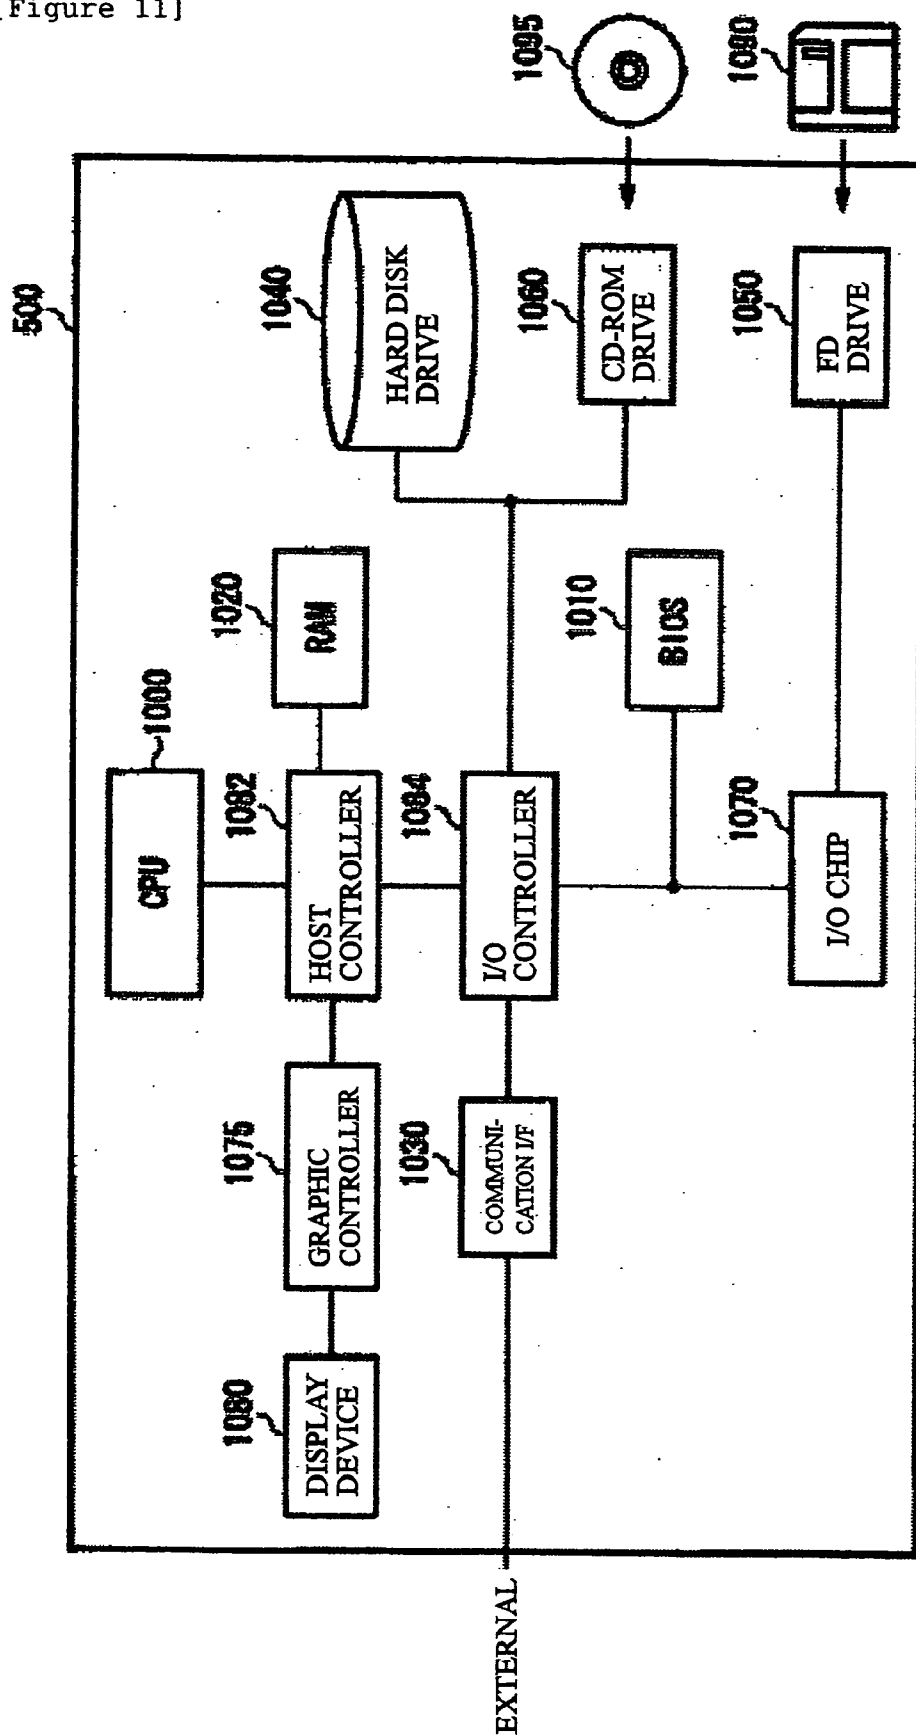 [Figure 11]
500
CPU
1000
1082
HOST
CONTROLLER
1020
RAM
1075
GRAPHIC
CONTROLLER
1080
DISPLAY
DEVICE
1084
I/O
CONTROLLER
1030
COMMUNI-
CATION I/F
EXTERNAL
1040
HARD DISK
DRIVE
1060
CD-ROM
DRIVE
1095
1010
BIOS
1070
I/O CHIP
1050
FD
DRIVE
1090